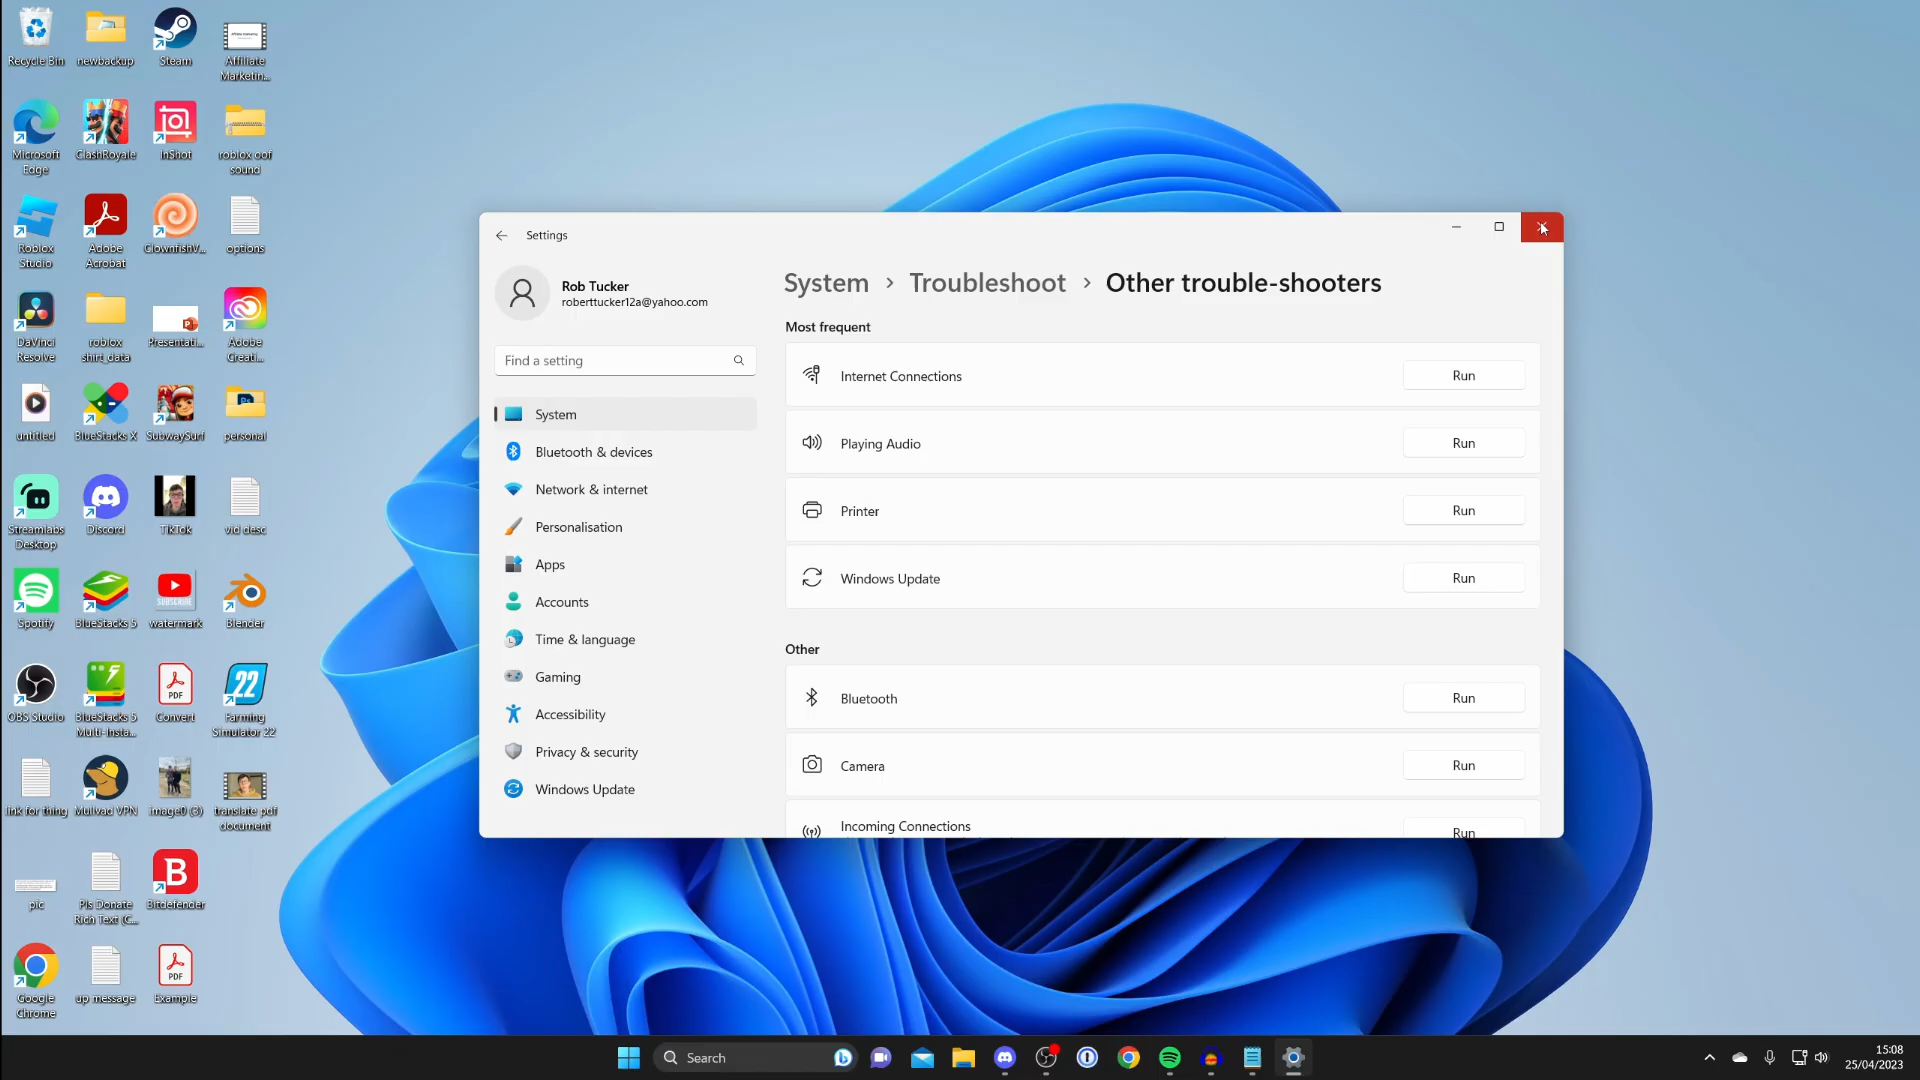 Recycle Bin
newbackup
Steam
Affiliate
Marketin...
Microsoft
Edge
ClashRoyale
InShot
roblox oof
sound
Roblox
Studio
Adobe
Acrobat
ClownfishV...
options
DaVinci
Resolve
roblox
shirt_data
Presentati...
Adobe
Creati...
untitled
BlueStacks X
SubwaySurf
personal
Streamlabs
Desktop
Discord
TikTok
vid desc
Spotify
BlueStacks 5
SUBSCRIBE
watermark
Blender
OBS Studio
BlueStacks 5
Multi-Insta...
PDF
Convert
22
Farming
Simulator 22
link for thing
Mullvad VPN
image0 (3)
translate pdf
document
pic
Pls Donate
Rich Text (C...
B
Bitdefender
Google
Chrome
up message
PDF
Example
Settings
Rob Tucker
roberttucker12a@yahoo.com
Find a setting
System
Bluetooth & devices
Network & internet
Personalisation
Apps
Accounts
Time & language
Gaming
Accessibility
Privacy & security
Windows Update
System > Troubleshoot > Other trouble-shooters
Most frequent
Internet Connections Run
Playing Audio Run
Printer Run
Windows Update Run
Other
Bluetooth Run
Camera Run
Incoming Connections Run
Search
15:08
25/04/2023